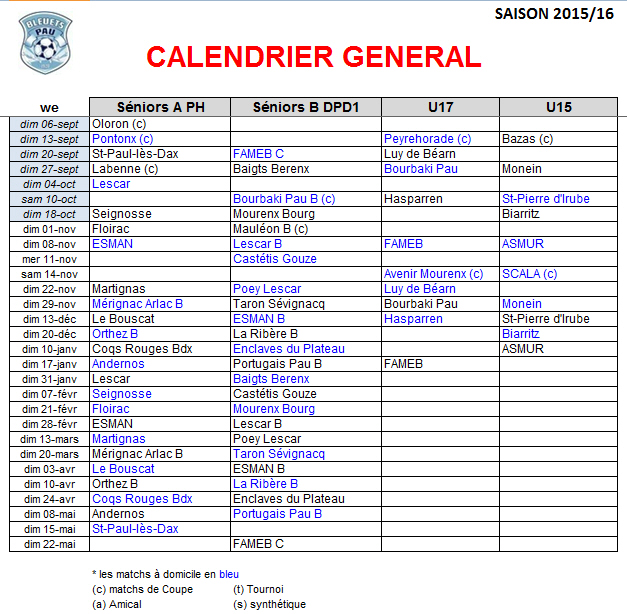 BLEUETS
PAU
SAISON 2015/16
CALENDRIER GENERAL
we Séniors A PH Séniors B DPD1 U17 U15
dim 06-sept Oloron (c)
dim 13-sept Pontonx (c) Peyrehorade (c) Bazas (c)
dim 20-sept St-Paul-lès-Dax FAMEB C Luy de Béarn
dim 27-sept Labenne (c) Baigts Berenx Bourbaki Pau Monein
dim 04-oct Lescar
sam 10-oct Bourbaki Pau B (c) Hasparren St-Pierre d'Irube
dim 18-oct Seignosse Mourenx Bourg Biarritz
dim 01-nov Floirac Mauléon B (c)
dim 08-nov ESMAN Lescar B FAMEB ASMUR
mer 11-nov Castétis Gouze
sam 14-nov Avenir Mourenx (c) SCALA (c)
dim 22-nov Martignas Poey Lescar Luy de Béarn
dim 29-nov Mérignac Arlac B Taron Sévignacq Bourbaki Pau Monein
dim 13-déc Le Bouscat ESMAN B Hasparren St-Pierre d'Irube
dim 20-déc Orthez B La Ribère B Biarritz
dim 10-janv Coqs Rouges Bdx Enclaves du Plateau ASMUR
dim 17-janv Andernos Portugais Pau B FAMEB
dim 31-janv Lescar Baigts Berenx
dim 07-févr Seignosse Castétis Gouze
dim 21-févr Floirac Mourenx Bourg
dim 28-févr ESMAN Lescar B
dim 13-mars Martignas Poey Lescar
dim 20-mars Mérignac Arlac B Taron Sévignacq
dim 03-avr Le Bouscat ESMAN B
dim 10-avr Orthez B La Ribère B
dim 24-avr Coqs Rouges Bdx Enclaves du Plateau
dim 08-mai Andernos Portugais Pau B
dim 15-mai St-Paul-lès-Dax
dim 22-mai FAMEB C
* les matchs à domicile en bleu
(c) matchs de Coupe (t) Tournoi
(a) Amical (s) synthétique